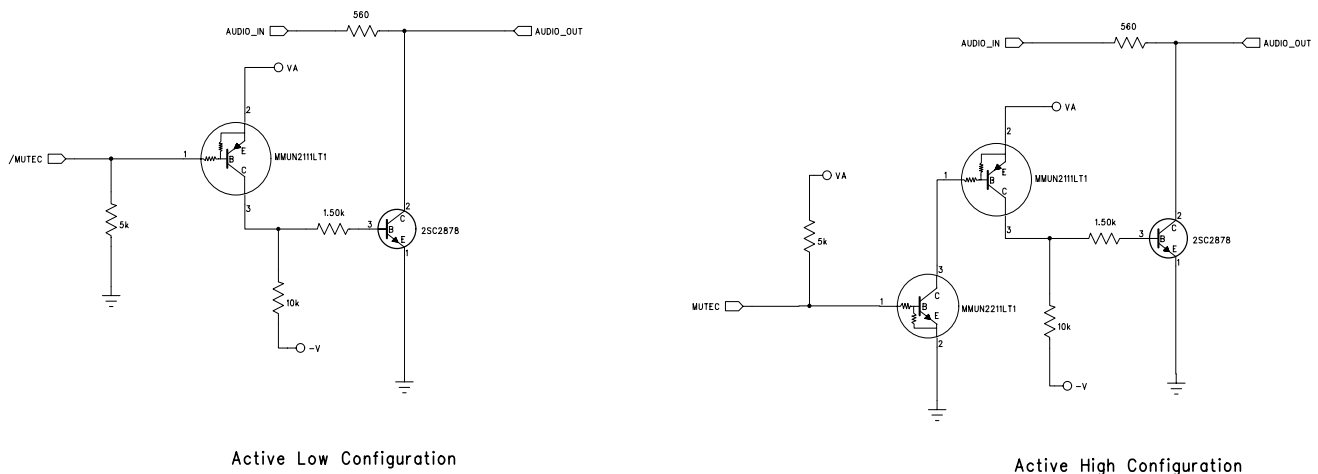 560
AUDIO_IN
AUDIO_OUT
VA
2
/MUTEC
1
B
E
C
MMUN2111LT1
3
5k
1.50k
3
B
C
E
2
1
2SC2878
10k
-V
Active Low Configuration
560
AUDIO_IN
AUDIO_OUT
VA
2
1
B
E
C
MMUN2111LT1
3
VA
5k
1.50k
3
B
C
E
2
1
2SC2878
3
MUTEC
1
B
C
E
MMUN2211LT1
2
10k
-V
Active High Configuration